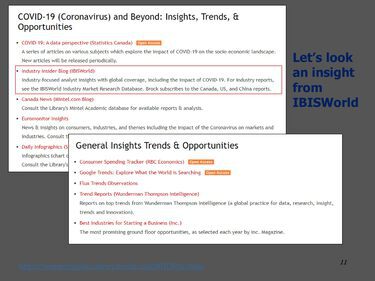 COVID-19 (Coronavirus) and Beyond: Insights, Trends, &
Opportunities
COVID-19: A data perspective (Statistics Canada) Open Access
A series of articles on various subjects which explore the impact of COVID-19 on the socio-economic landscape.
New articles will be released periodically.
Industry Insider Blog (IBISWorld)
Industry-focused analyst insights with global coverage, including the impact of COVID-19. For industry reports,
see the IBISWorld Industry Market Research Database. Brock subscribes to the Canada, US, and China reports.
Canada News (Mintel.com Blog)
Consult the Library's Mintel Academic database for available reports & analysis.
Euromonitor Insights
News & insights on consumers, industries, and themes including the impact of the Coronavirus on markets and
industries. Consult t
Daily Infographics (S
Infographics (chart o
Consult the Library's
Let's look
an insight
from
IBISWorld
General Insights Trends & Opportunities
Consumer Spending Tracker (RBC Economics) Open Access
Google Trends: Explore What the World is Searching Open Access
Flux Trends Observations
Trend Reports (Wunderman Thompson Intelligence)
Reports on top trends from Wunderman Thompson Intelligence (a global practice for data, research, insight,
trends and innovation).
Best Industries for Starting a Business (Inc.)
The most promising ground floor opportunities, as selected each year by Inc. Magazine.
11